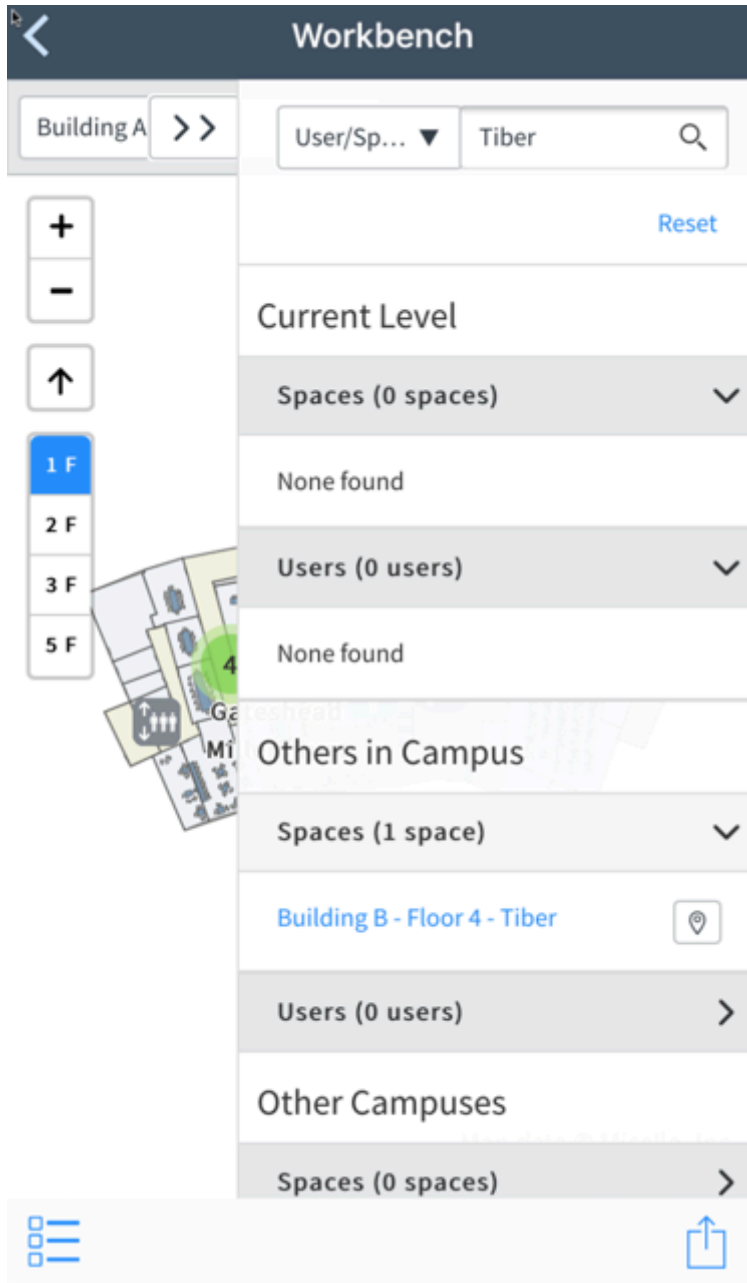 Workbench
Building A
User/Sp...
Tiber
Reset
+
−
1 F
2 F
3 F
5 F
4
Current Level
Spaces (0 spaces)
None found
Users (0 users)
None found
Gateshead
Others in Campus
Spaces (1 space)
Building B - Floor 4 - Tiber
Users (0 users)
Other Campuses
Spaces (0 spaces)